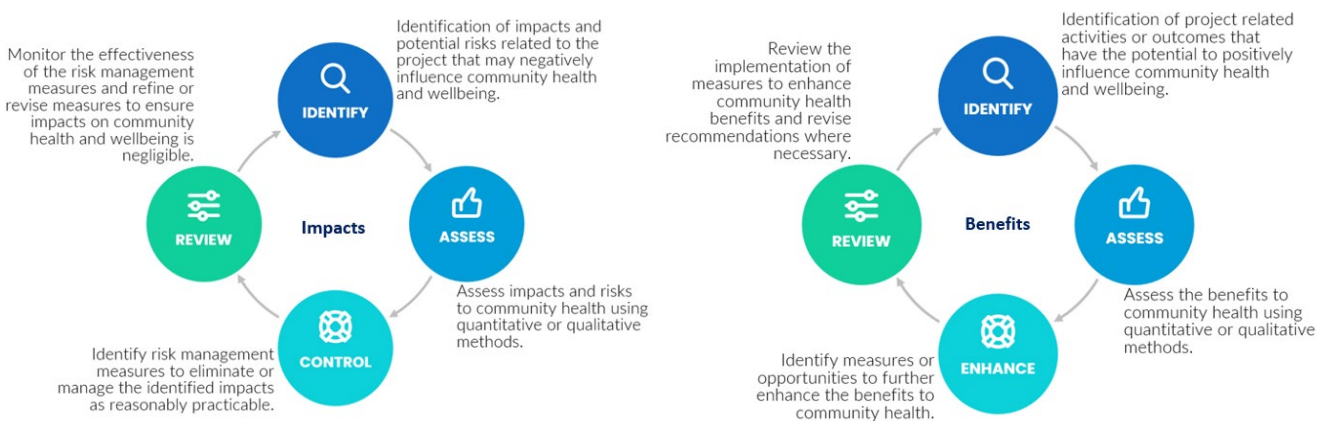 Identification of impacts and
potential risks related to the
project that may negatively
influence community health
and wellbeing.
Monitor the effectiveness
of the risk management
measures and refine or
revise measures to ensure
impacts on community
health and wellbeing is
negligible.
IDENTIFY
REVIEW
Impacts
ASSESS
Assess impacts and risks
to community health using
quantitative or qualitative
methods.
CONTROL
Identify risk management
measures to eliminate or
manage the identified impacts
as reasonably practicable.
Identification of project related
activities or outcomes that
have the potential to positively
influence community health
and wellbeing.
Review the
implementation of
measures to enhance
community health
benefits and revise
recommendations where
necessary.
IDENTIFY
REVIEW
Benefits
ASSESS
Assess the benefits to
community health using
quantitative or qualitative
methods.
ENHANCE
Identify measures or
opportunities to further
enhance the benefits to
community health.